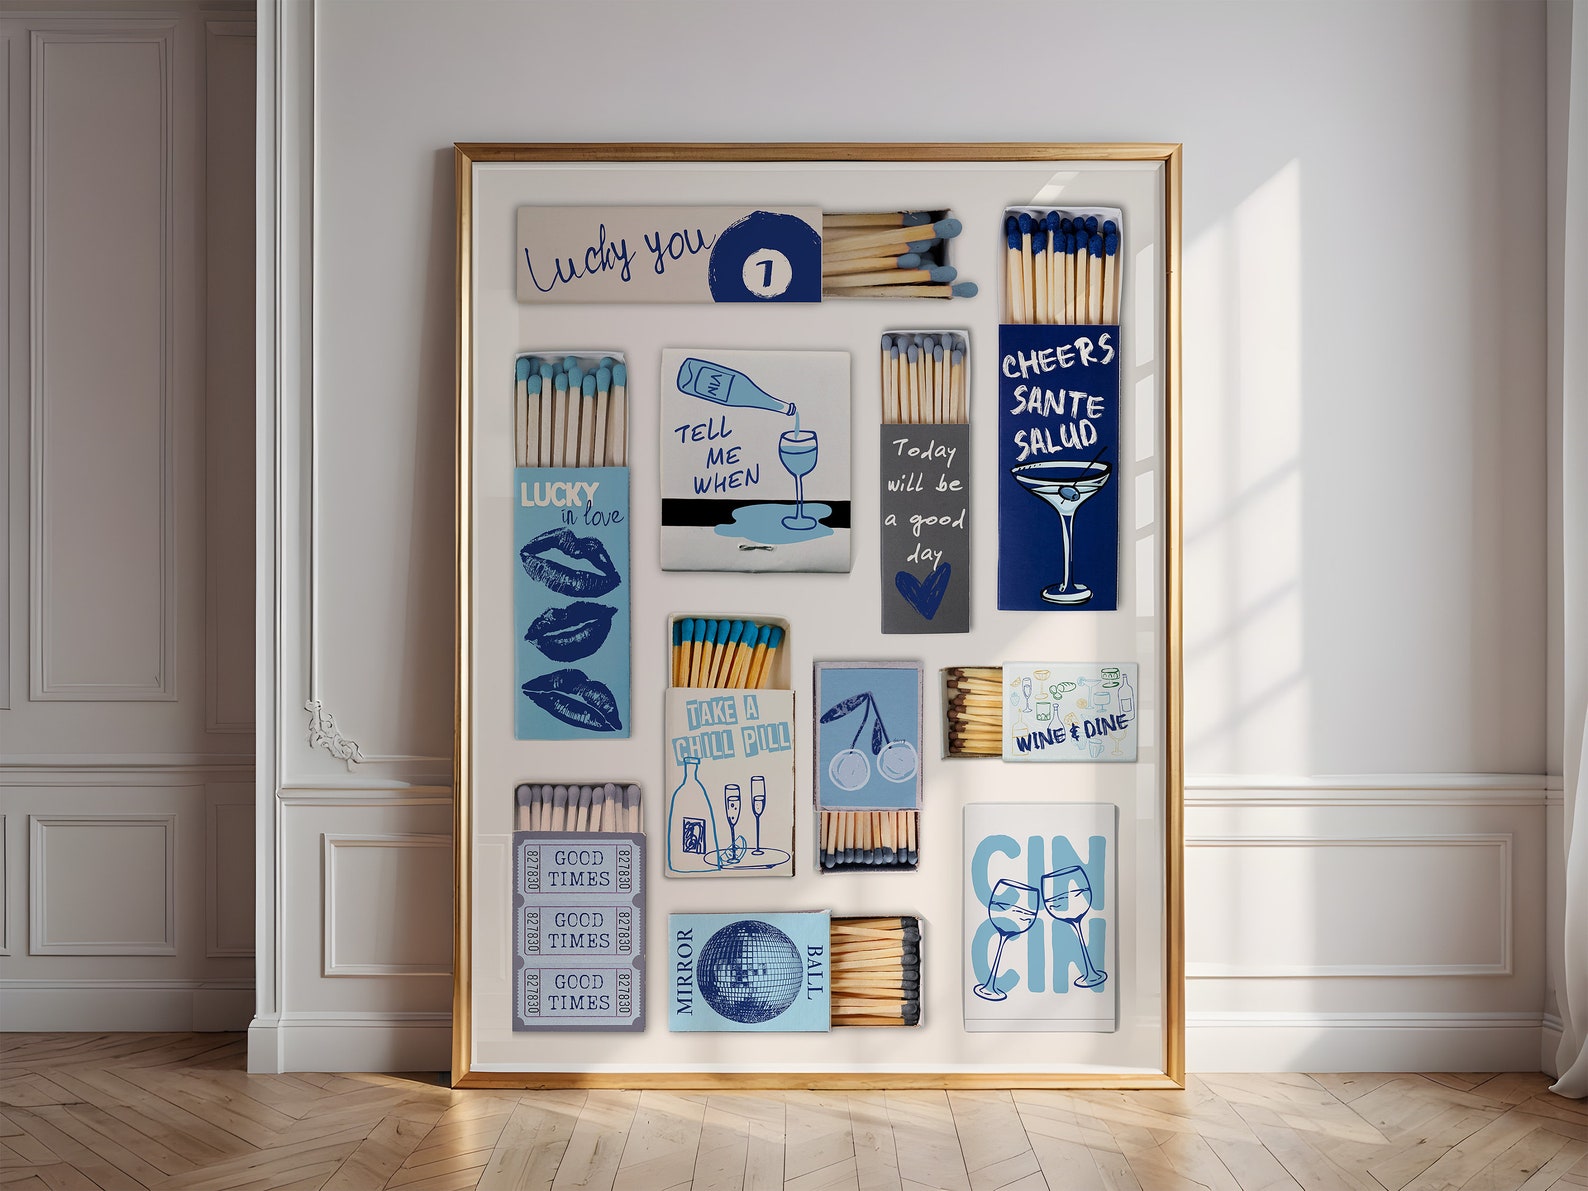 Lucky you
7
CHEERS
SANTE
SALUD
VIN
TELL
ME
WHEN
Today
will be
a good
day
LUCKY
in love
TAKE A
CHILL PILL
WINE & DINE
827830 GOOD TIMES 827830
827830 GOOD TIMES 827830
827830 GOOD TIMES 827830
MIRROR
BALL
CIN
CIN